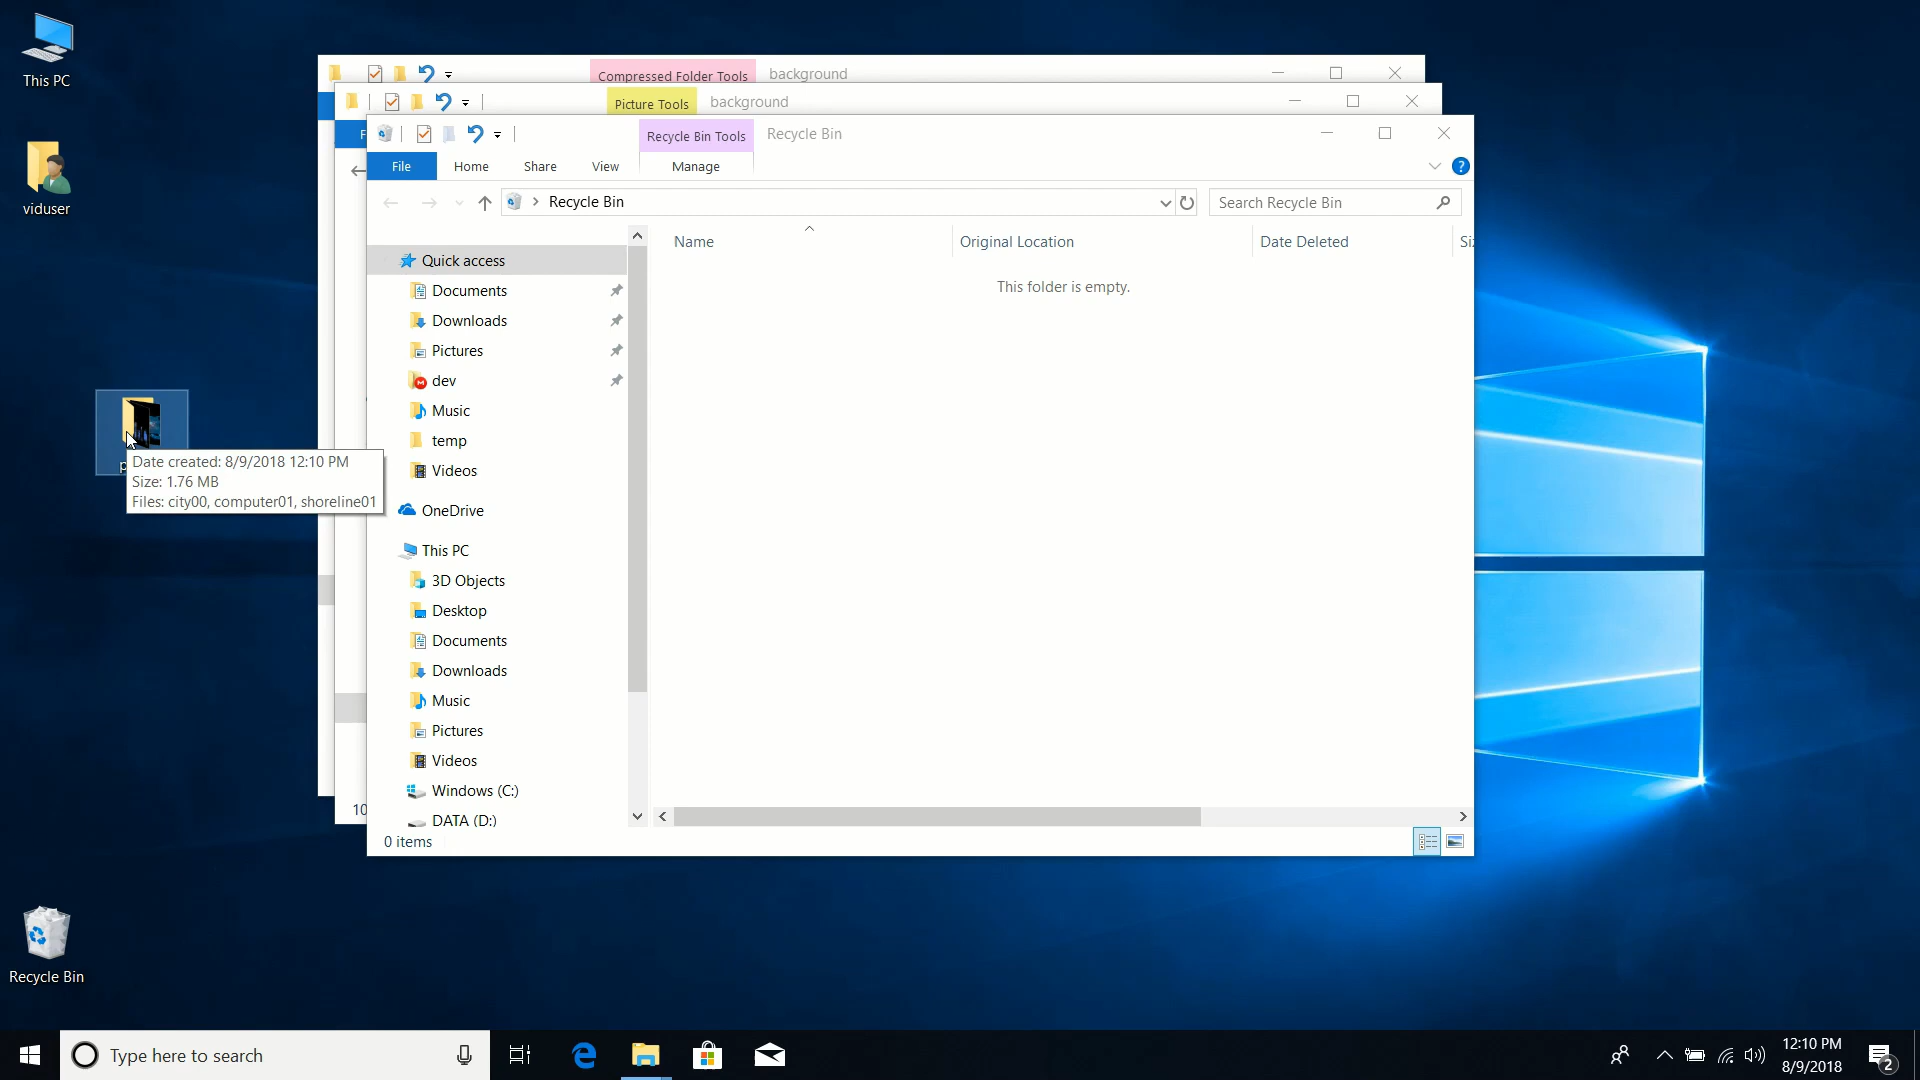 This PC
viduser
Date created: 8/9/2018 12:10 PM
Size: 1.76 MB
Files: city00, computer01, shoreline01
Recycle Bin
Compressed Folder Tools
background
Picture Tools
background
F
10
Recycle Bin Tools
Recycle Bin
File
Home
Share
View
Manage
?
Recycle Bin
Search Recycle Bin
Name
Original Location
Date Deleted
This folder is empty.
Quick access
Documents
Downloads
Pictures
dev
Music
temp
Videos
OneDrive
This PC
3D Objects
Desktop
Documents
Downloads
Music
Pictures
Videos
Windows (C:)
DATA (D:)
0 items
Type here to search
12:10 PM
8/9/2018
2